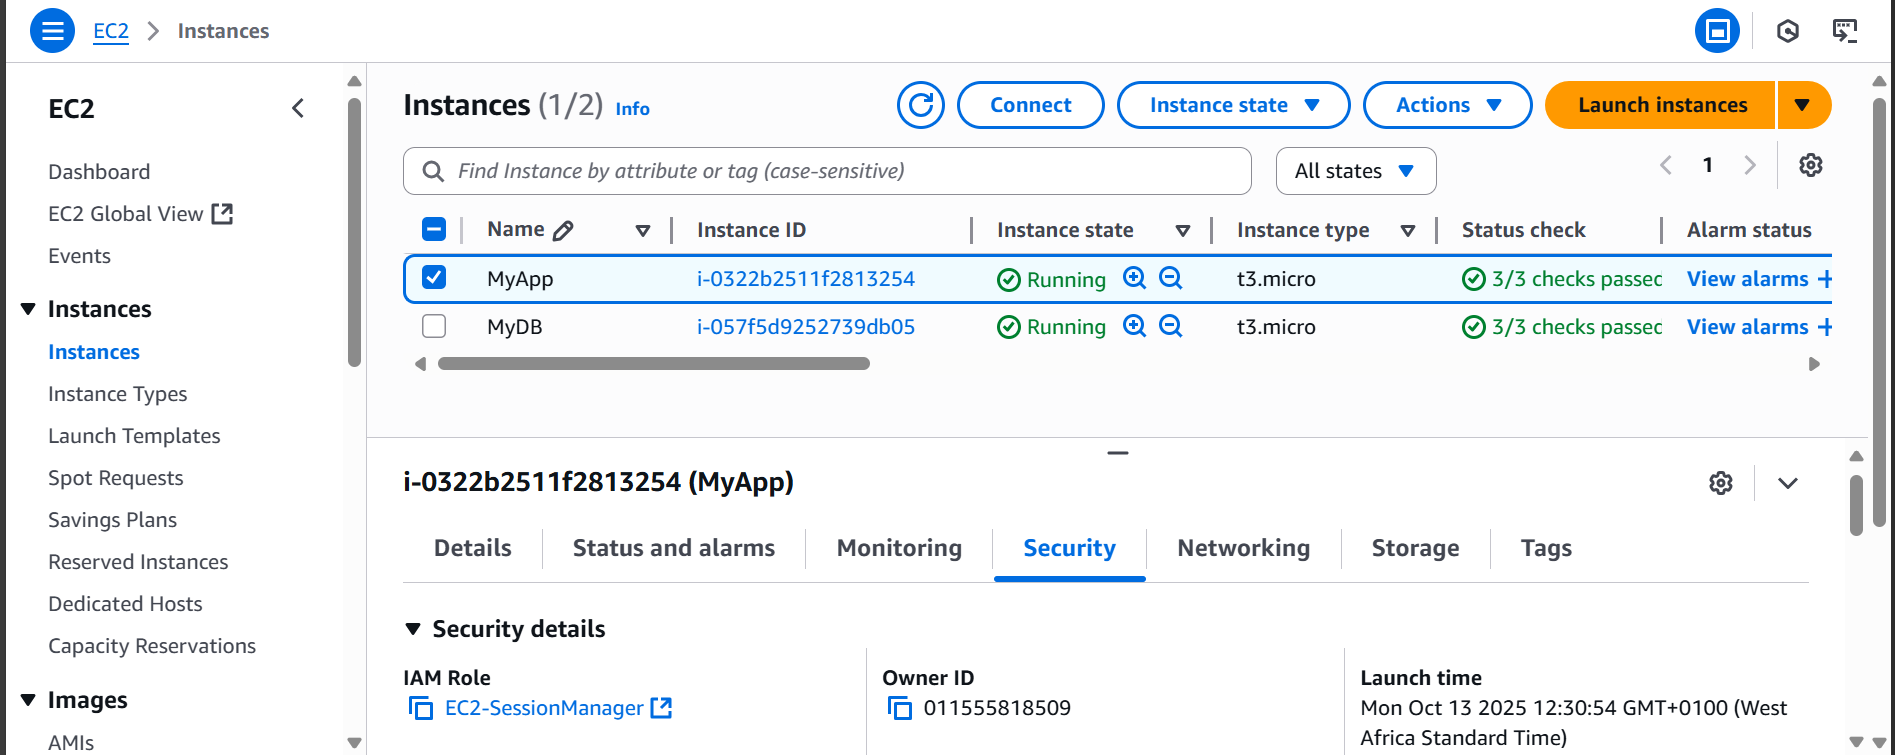 EC2 > Instances
EC2
Dashboard
EC2 Global View
Events
Instances
Instances
Instance Types
Launch Templates
Spot Requests
Savings Plans
Reserved Instances
Dedicated Hosts
Capacity Reservations
Images
AMIs
Instances (1/2) Info
Connect
Instance state
Actions
Launch instances
Find Instance by attribute or tag (case-sensitive)
All states
1
Name Instance ID Instance state Instance type Status check Alarm status
MyApp i-0322b2511f2813254 Running t3.micro 3/3 checks passed View alarms +
MyDB i-057f5d9252739db05 Running t3.micro 3/3 checks passed View alarms +
i-0322b2511f2813254 (MyApp)
Details Status and alarms Monitoring Security Networking Storage Tags
Security details
IAM Role
EC2-SessionManager
Owner ID
011555818509
Launch time
Mon Oct 13 2025 12:30:54 GMT+0100 (West
Africa Standard Time)